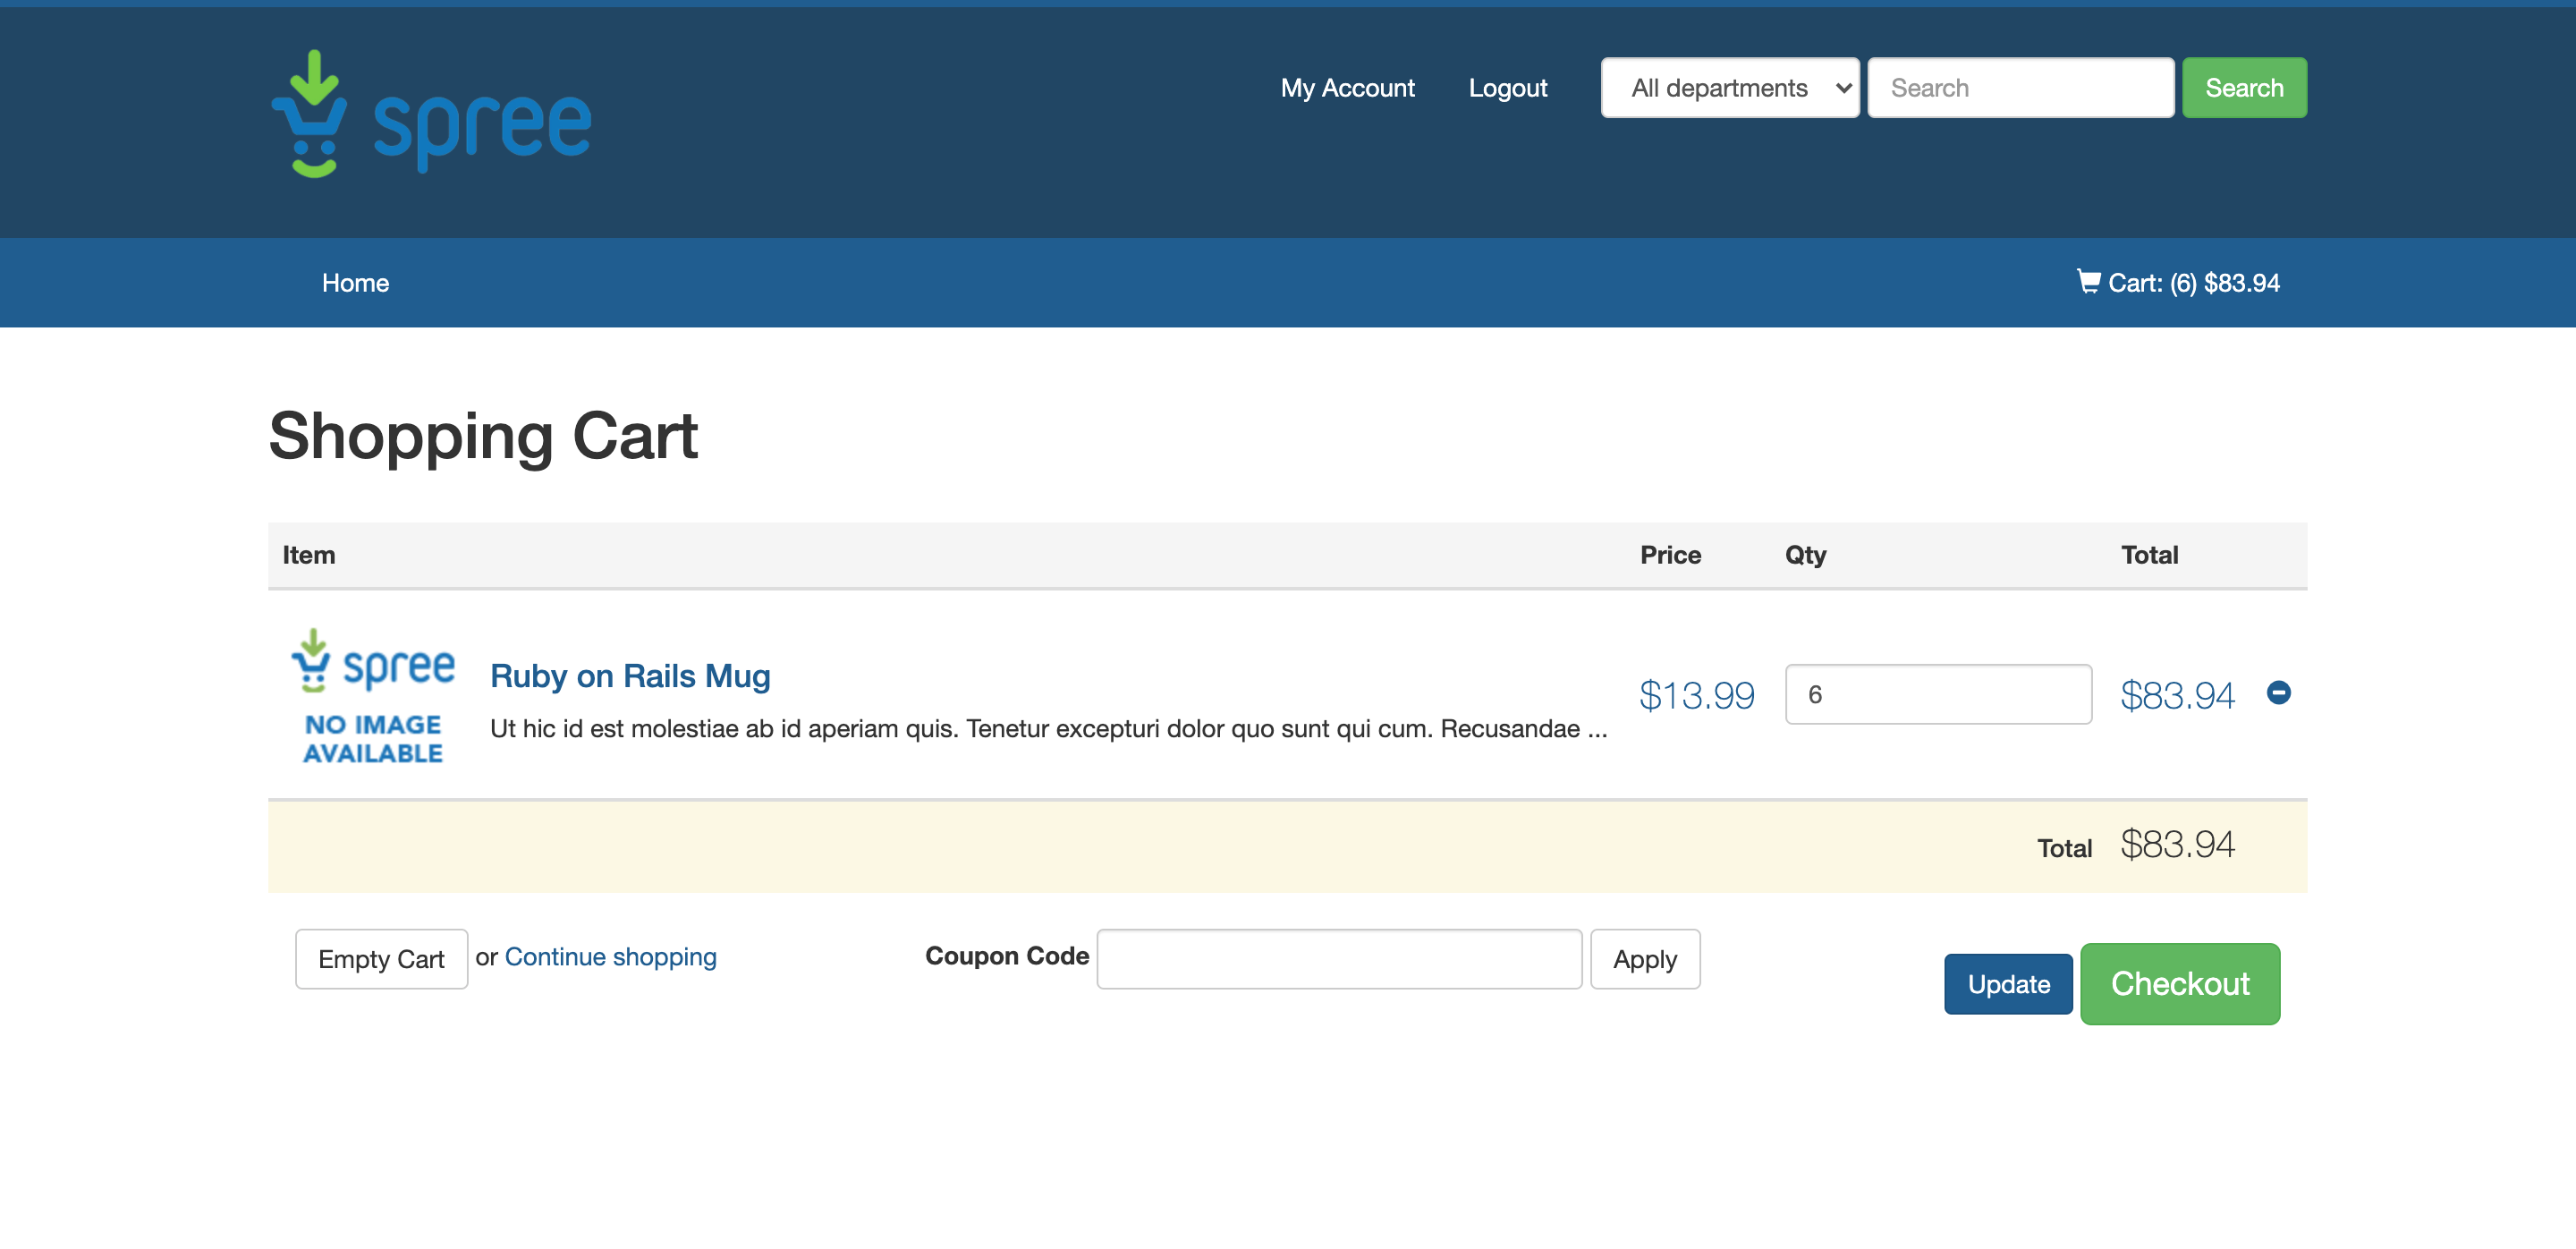 spree
My Account Logout All departments Search Search
Home Cart: (6) $83.94
Shopping Cart
Item Price Qty Total
spree
NO IMAGE
AVAILABLE
Ruby on Rails Mug
Ut hic id est molestiae ab id aperiam quis. Tenetur excepturi dolor quo sunt qui cum. Recusandae ...
$13.99 6 $83.94
Total $83.94
Empty Cart or Continue shopping Coupon Code Apply Update Checkout